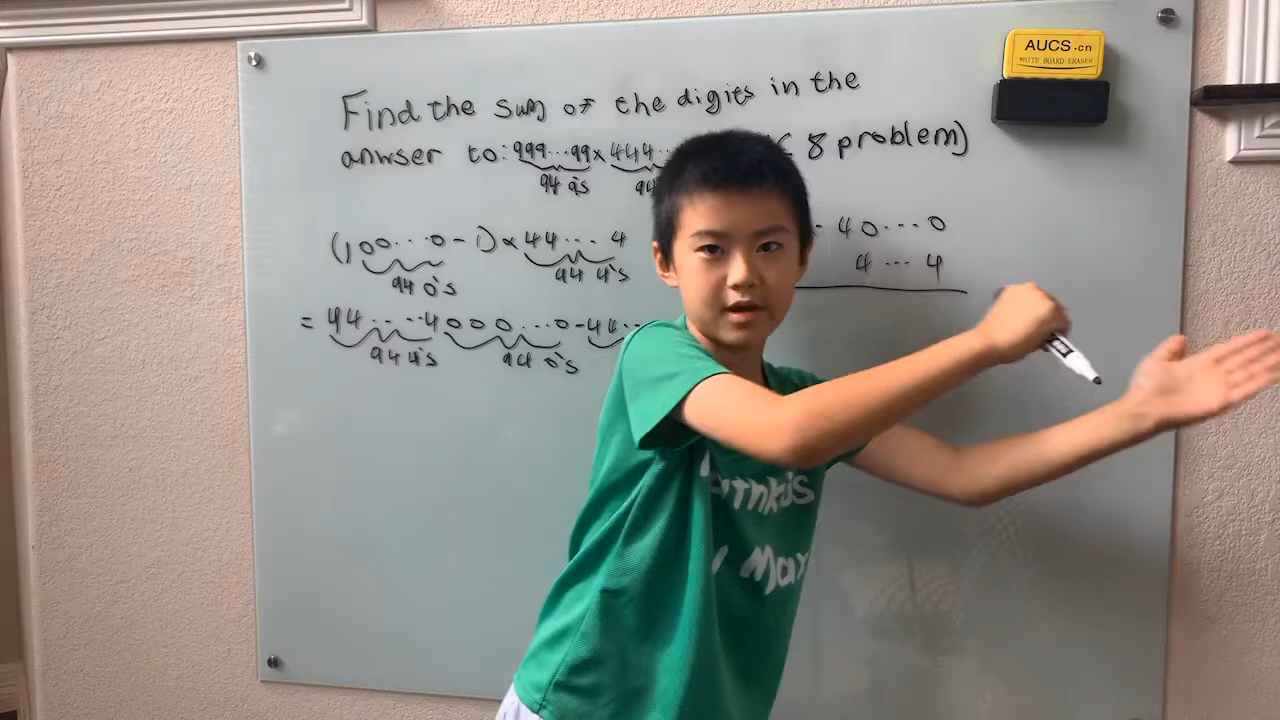 Find the sum of the digits in the
anwser to: 999...99 x 444.. 8 problem)
94 9's 94
(100...0 - 1) x 44... 4
94 0's 94 4's
= 44....4000...0 - 44..
94 4's 94 0's
40...0
4...4
AUCS.cn
WHITE BOARD ERASER
Max